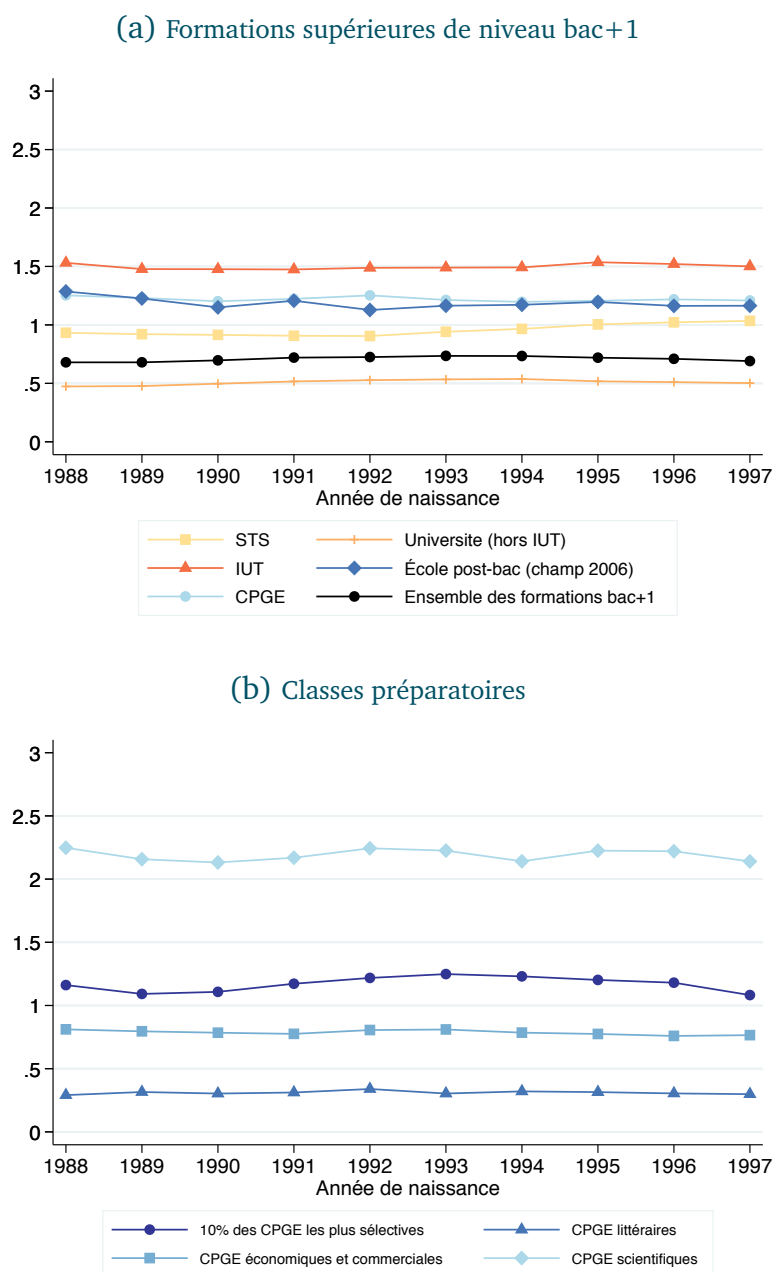 (a) Formations supérieures de niveau bac+1
3
2.5
2
1.5
1
.5
0
1988 1989 1990 1991 1992 1993 1994 1995 1996 1997
Année de naissance
STS Universite (hors IUT)
IUT École post-bac (champ 2006)
CPGE Ensemble des formations bac+1
(b) Classes préparatoires
3
2.5
2
1.5
1
.5
0
1988 1989 1990 1991 1992 1993 1994 1995 1996 1997
Année de naissance
10% des CPGE les plus sélectives CPGE littéraires
CPGE économiques et commerciales CPGE scientifiques